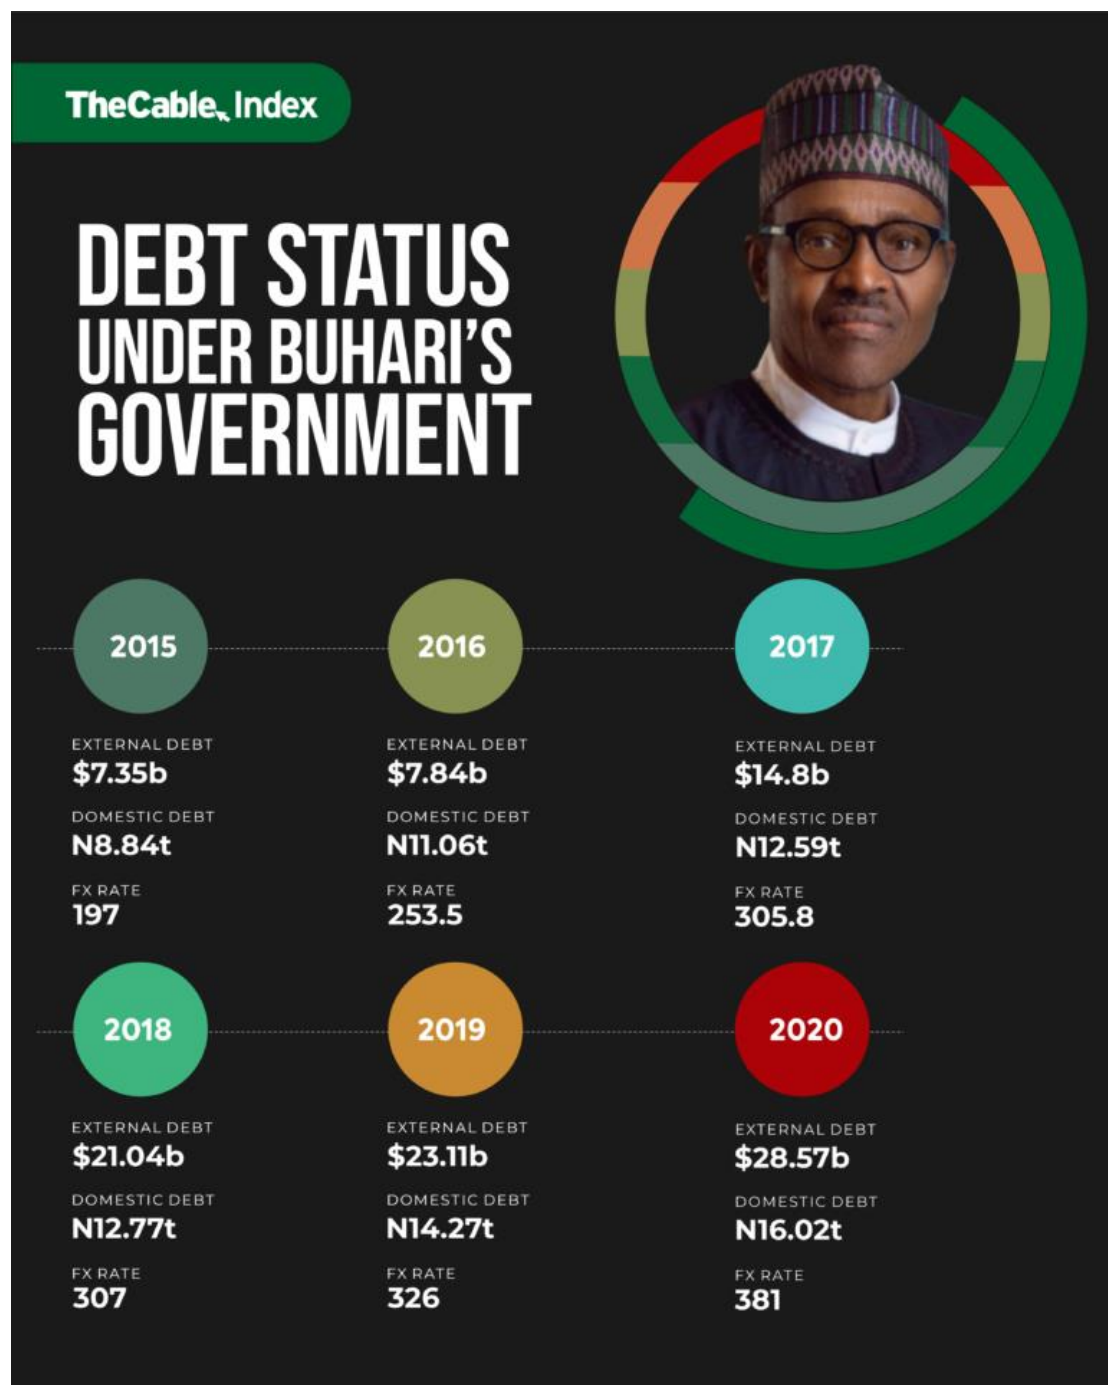 TheCable Index
DEBT STATUS
UNDER BUHARI'S
GOVERNMENT
2015
EXTERNAL DEBT
$7.35b
DOMESTIC DEBT
N8.84t
FX RATE
197
2016
EXTERNAL DEBT
$7.84b
DOMESTIC DEBT
N11.06t
FX RATE
253.5
2017
EXTERNAL DEBT
$14.8b
DOMESTIC DEBT
N12.59t
FX RATE
305.8
2018
EXTERNAL DEBT
$21.04b
DOMESTIC DEBT
N12.77t
FX RATE
307
2019
EXTERNAL DEBT
$23.11b
DOMESTIC DEBT
N14.27t
FX RATE
326
2020
EXTERNAL DEBT
$28.57b
DOMESTIC DEBT
N16.02t
FX RATE
381